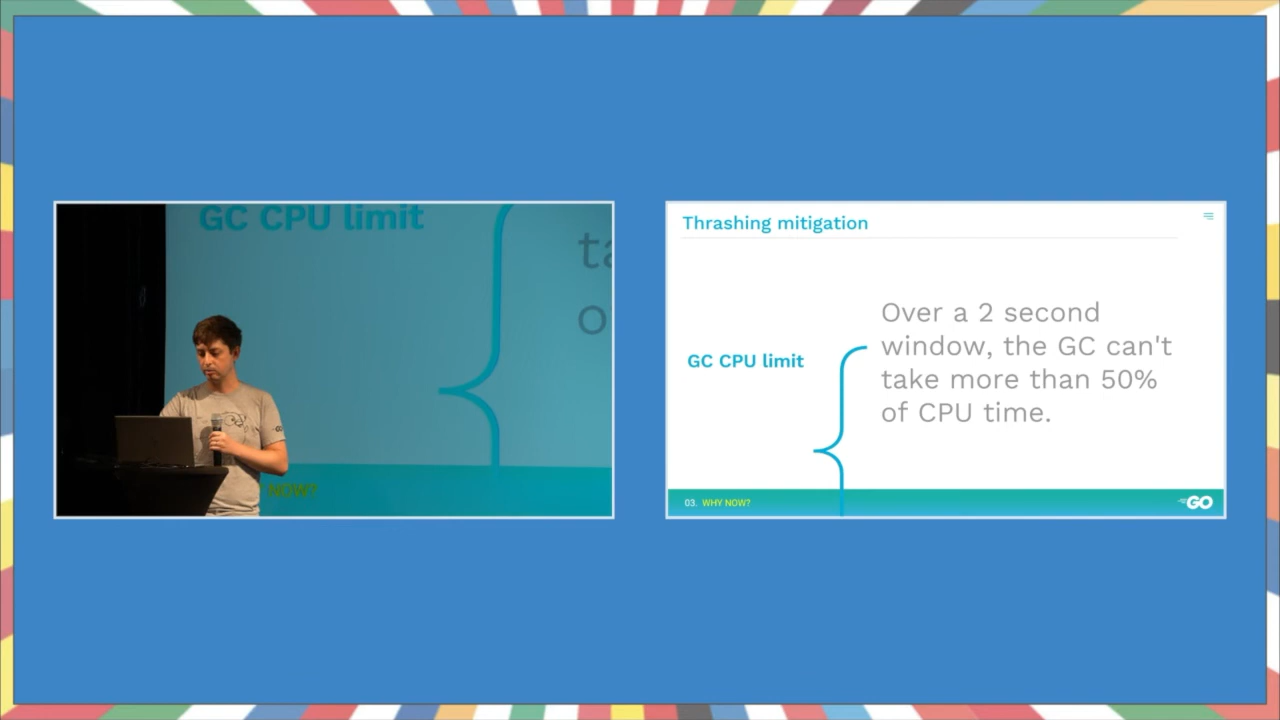 GC CPU limit
ta
o
NOW?
Thrashing mitigation
GC CPU limit
Over a 2 second
window, the GC can't
take more than 50%
of CPU time.
03. WHY NOW?
GO